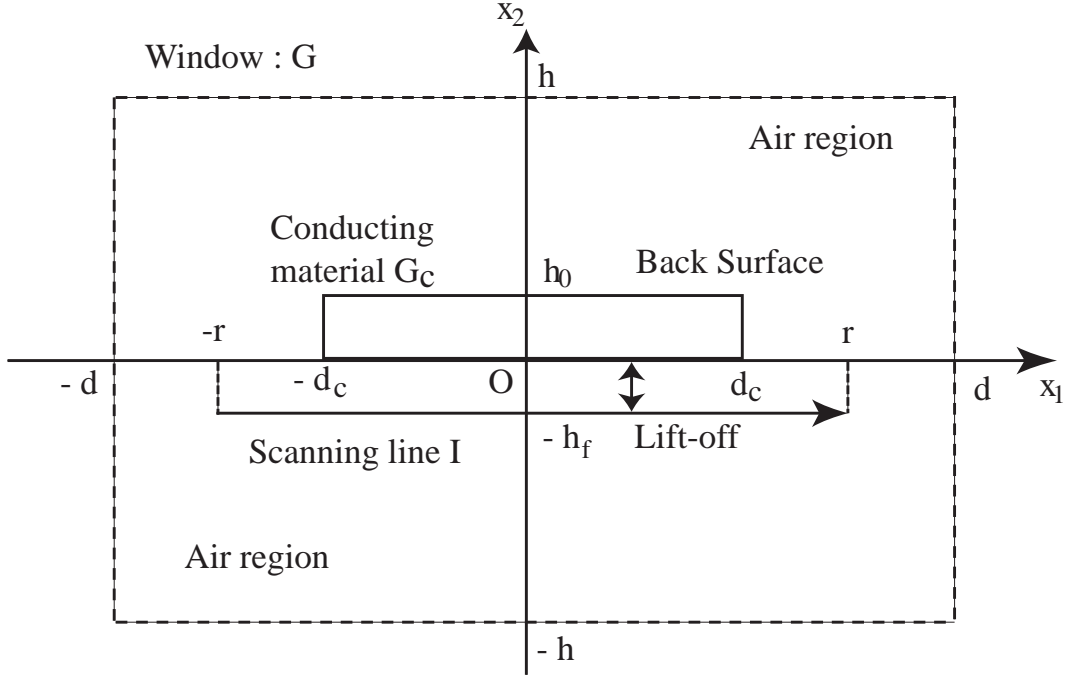 x2
Window : G
h
Air region
Conducting
material Gc
h0
Back Surface
-r
r
- d
- dc
O
dc
d
x1
- hf
Lift-off
Scanning line I
Air region
- h